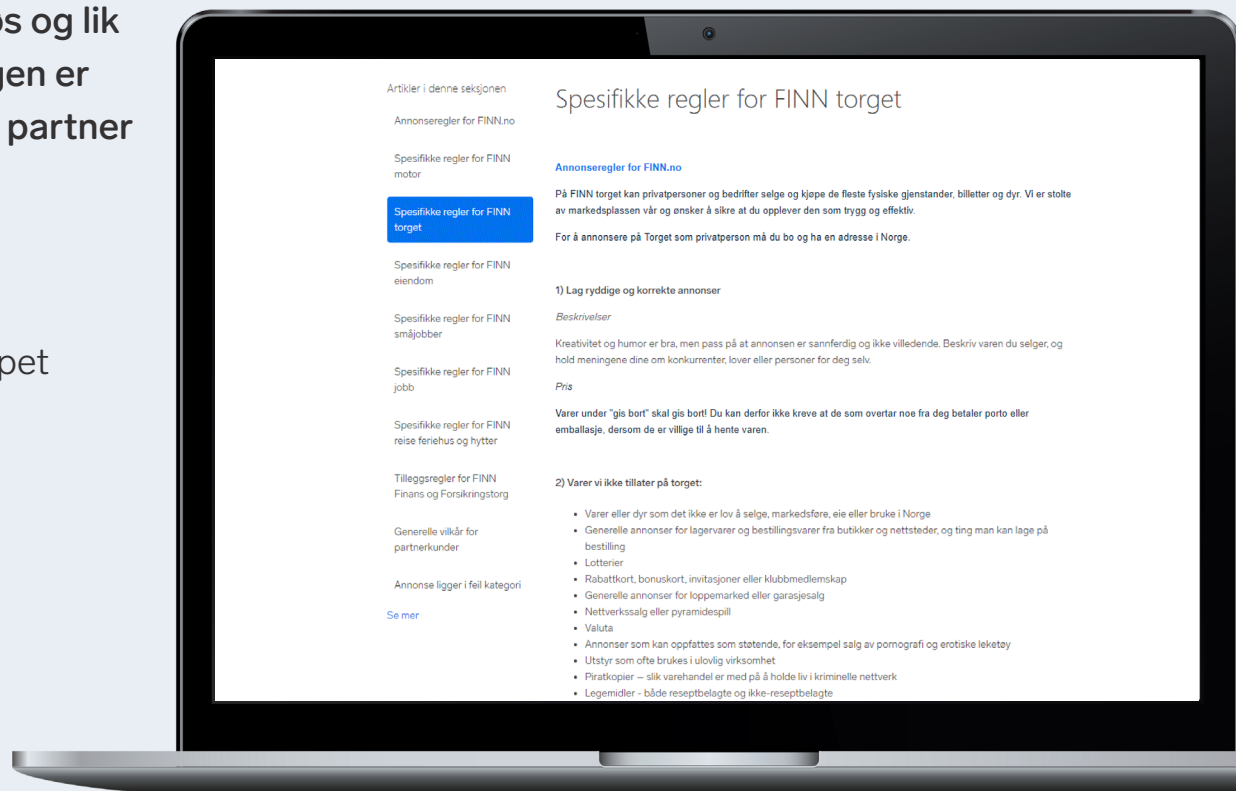 os og lik
gen er
partner
pet
Artikler i denne seksjonen
Annonseregler for FINN.no
Spesifikke regler for FINN
motor
Spesifikke regler for FINN
torget
Spesifikke regler for FINN
eiendom
Spesifikke regler for FINN
småjobber
Spesifikke regler for FINN
jobb
Spesifikke regler for FINN
reise feriehus og hytter
Tilleggsregler for FINN
Finans og Forsikringstorg
Generelle vilkår for
partnerkunder
Annonse ligger i feil kategori
Se mer
Spesifikke regler for FINN torget
Annonseregler for FINN.no
På FINN torget kan privatpersoner og bedrifter selge og kjøpe de fleste fysiske gjenstander, billetter og dyr. Vi er stolte
av markedsplassen vår og ønsker å sikre at du opplever den som trygg og effektiv.
For å annonsere på Torget som privatperson må du bo og ha en adresse i Norge.
1) Lag ryddige og korrekte annonser
Beskrivelser
Kreativitet og humor er bra, men pass på at annonsen er sannferdig og ikke villedende. Beskriv varen du selger, og
hold meningene dine om konkurrenter, lover eller personer for deg selv.
Pris
Varer under "gis bort" skal gis bort! Du kan derfor ikke kreve at de som overtar noe fra deg betaler porto eller
emballasje, dersom de er villige til å hente varen.
2) Varer vi ikke tillater på torget:
• Varer eller dyr som det ikke er lov å selge, markedsføre, eie eller bruke i Norge
• Generelle annonser for lagervarer og bestillingsvarer fra butikker og nettsteder, og ting man kan lage på
bestilling
• Lotterier
• Rabattkort, bonuskort, invitasjoner eller klubbmedlemskap
• Generelle annonser for loppemarked eller garasjesalg
• Nettverkssalg eller pyramidespill
• Valuta
• Annonser som kan oppfattes som støtende, for eksempel salg av pornografi og erotiske leketøy
• Utstyr som ofte brukes i ulovlig virksomhet
• Piratkopier – slik varehandel er med på å holde liv i kriminelle nettverk
• Legemidler - både reseptbelagte og ikke-reseptbelagte